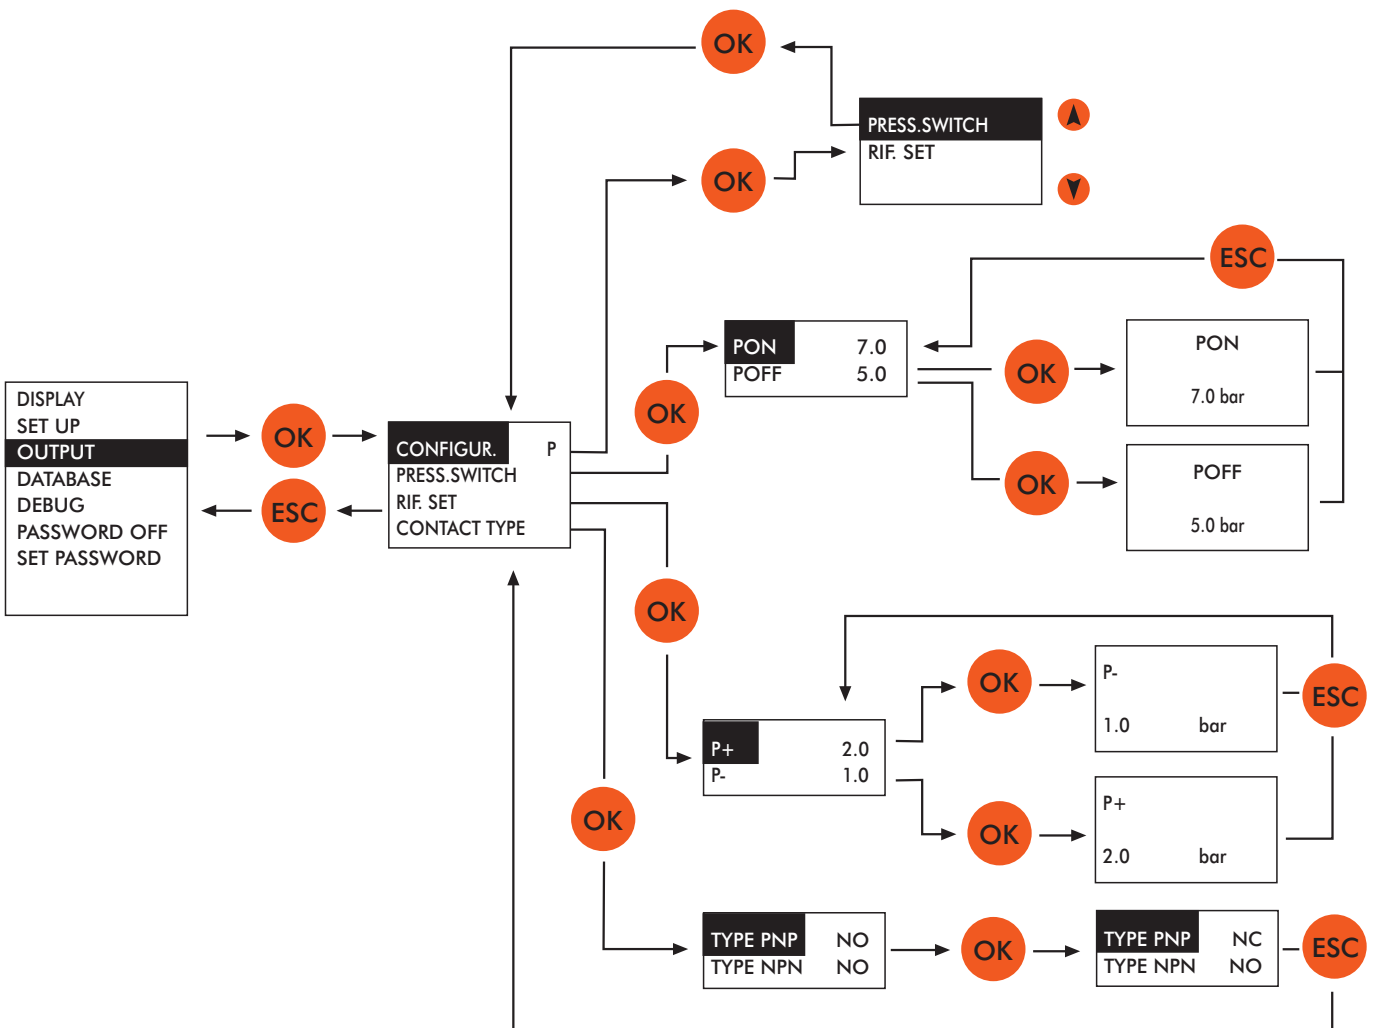 OK
PRESS.SWITCH
RIF. SET
OK
ESC
PON 7.0
POFF 5.0
OK
PON
7.0 bar
OK
DISPLAY
SET UP
OUTPUT
DATABASE
DEBUG
PASSWORD OFF
SET PASSWORD
OK
ESC
CONFIGUR. P
PRESS.SWITCH
RIF. SET
CONTACT TYPE
OK
POFF
5.0 bar
OK
OK
P-
1.0 bar
ESC
P+ 2.0
P- 1.0
OK
OK
P+
2.0 bar
TYPE PNP NO
TYPE NPN NO
OK
TYPE PNP NC
TYPE NPN NO
ESC